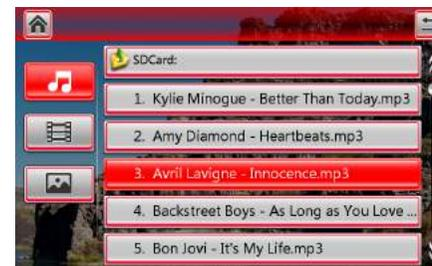 SDCard:
1. Kylie Minogue - Better Than Today.mp3
2. Amy Diamond - Heartbeats.mp3
3. Avril Lavigne - Innocence.mp3
4. Backstreet Boys - As Long as You Love ...
5. Bon Jovi - It's My Life.mp3